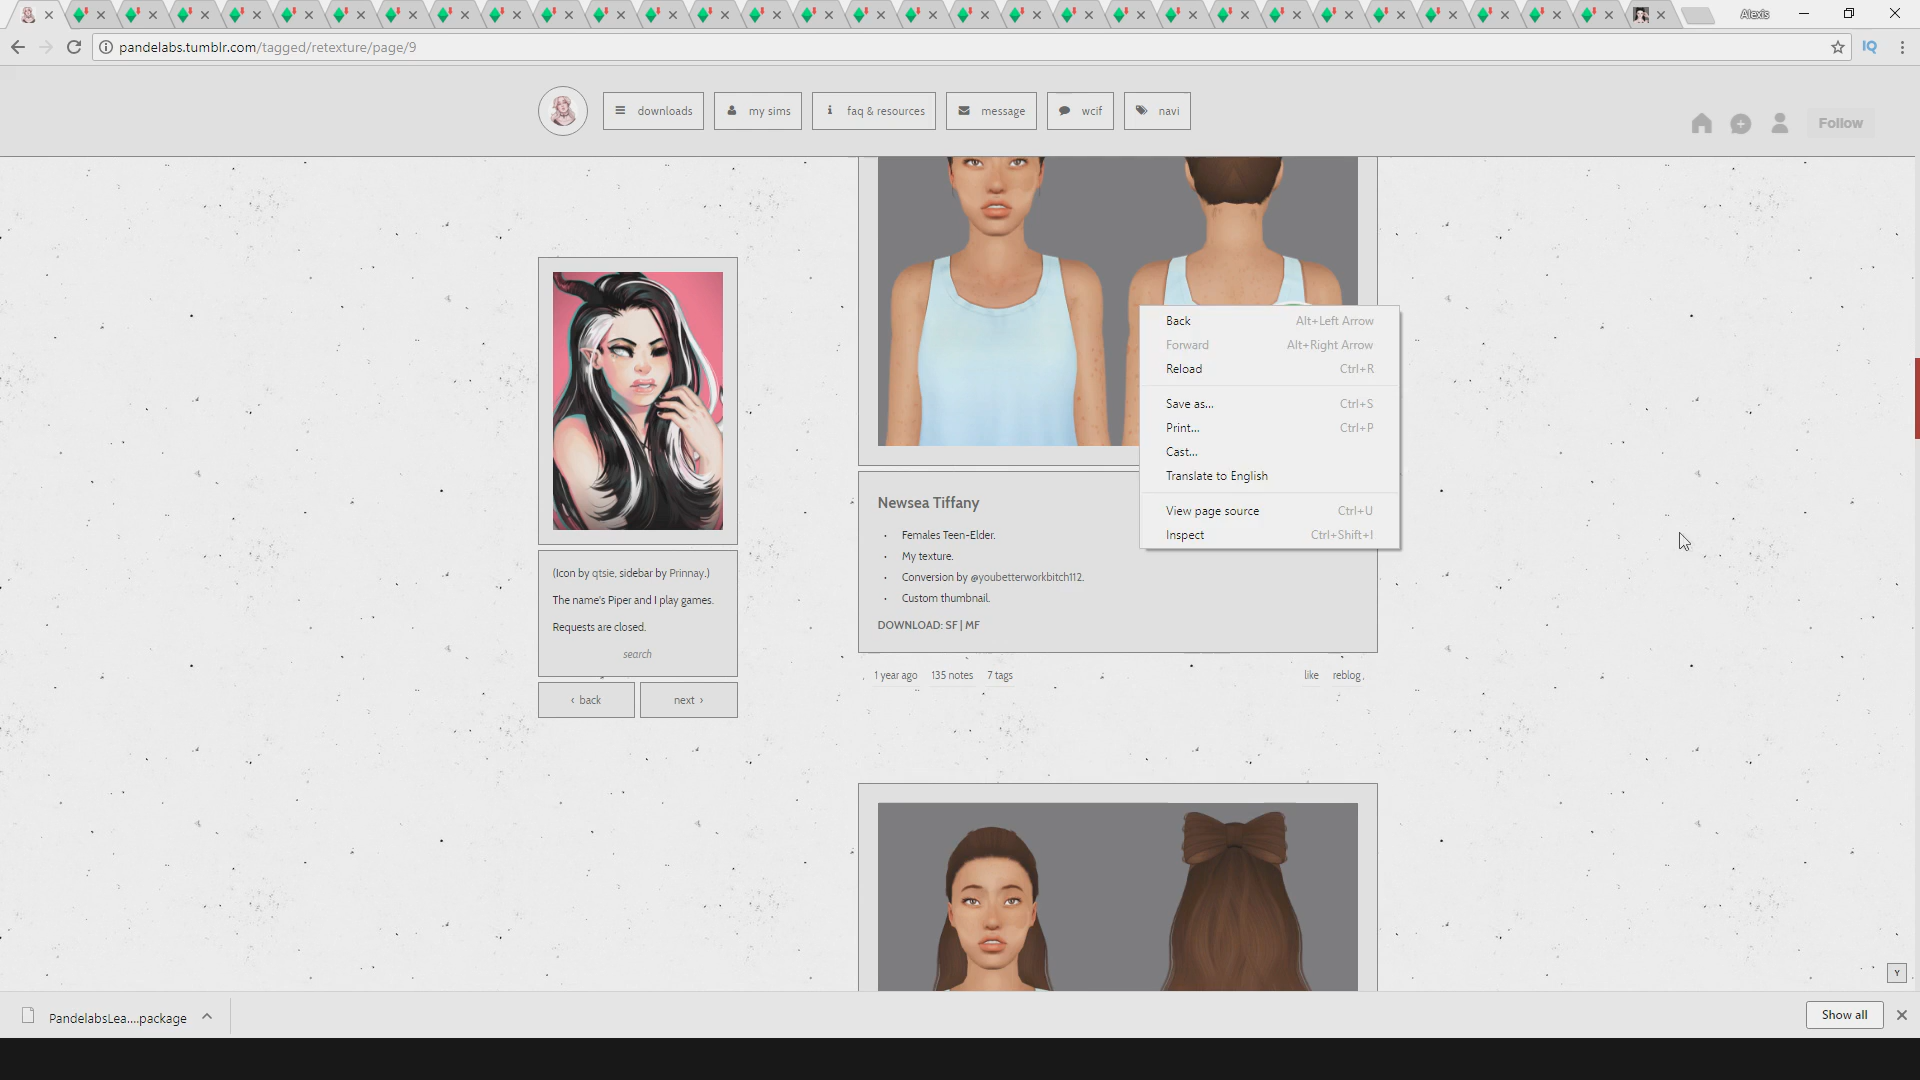 Alexis
pandelabs.tumblr.com/tagged/retexture/page/9
IQ
downloads
my sims
faq & resources
message
wcif
navi
Follow
Back Alt+Left Arrow
Forward Alt+Right Arrow
Reload Ctrl+R
Save as... Ctrl+S
Print... Ctrl+P
Cast...
Translate to English
View page source Ctrl+U
Inspect Ctrl+Shift+I
Newsea Tiffany
Females Teen-Elder.
My texture.
Conversion by @youbetterworkbitch112.
Custom thumbnail.
DOWNLOAD: SF | MF
1 year ago 135 notes 7 tags like reblog
(Icon by qtsie, sidebar by Prinnay.)
The name's Piper and I play games.
Requests are closed.
search
‹ back
next ›
Y
PandelabsLea....package
Show all